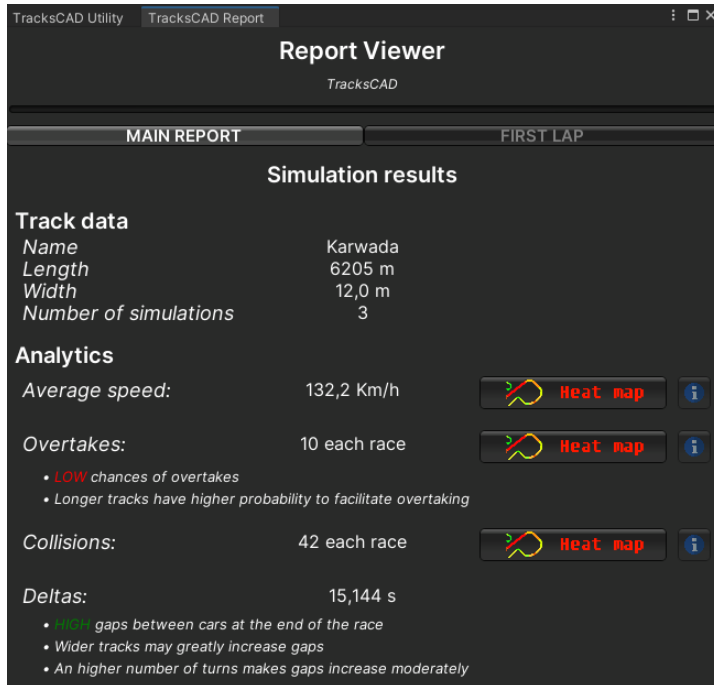 TracksCAD Utility TracksCAD Report
Report Viewer
TracksCAD
MAIN REPORT FIRST LAP
Simulation results
Track data
Name Karwada
Length 6205 m
Width 12,0 m
Number of simulations 3
Analytics
Average speed: 132,2 Km/h Heat map i
Overtakes: 10 each race Heat map i
• LOW chances of overtakes
• Longer tracks have higher probability to facilitate overtaking
Collisions: 42 each race Heat map i
Deltas: 15,144 s
• HIGH gaps between cars at the end of the race
• Wider tracks may greatly increase gaps
• An higher number of turns makes gaps increase moderately